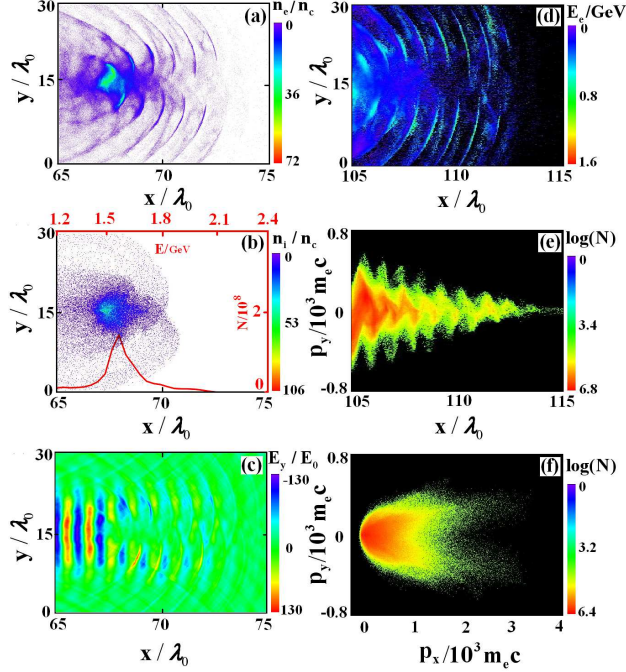 (a)
n_e / n_c
0
36
72
30
15
0
y / λ_0
65
70
75
x / λ_0
(d)
E_e/GeV
0
0.8
1.6
30
15
0
y / λ_0
105
110
115
x / λ_0
1.2
1.5
1.8
2.1
2.4
E/GeV
(b)
n_i / n_c
0
53
106
N/10^8
2
0
30
15
0
y / λ_0
65
70
x / λ_0
(e)
log(N)
0
3.4
6.8
0.8
0
-0.8
p_y/10^3 m_e c
105
110
115
x / λ_0
(c)
E_y / E_0
-130
0
130
30
15
0
y / λ_0
65
70
75
x / λ_0
(f)
log(N)
0
3.2
6.4
0.8
0
-0.8
p_y/10^3 m_e c
0
1
2
3
4
p_x /10^3 m_e c